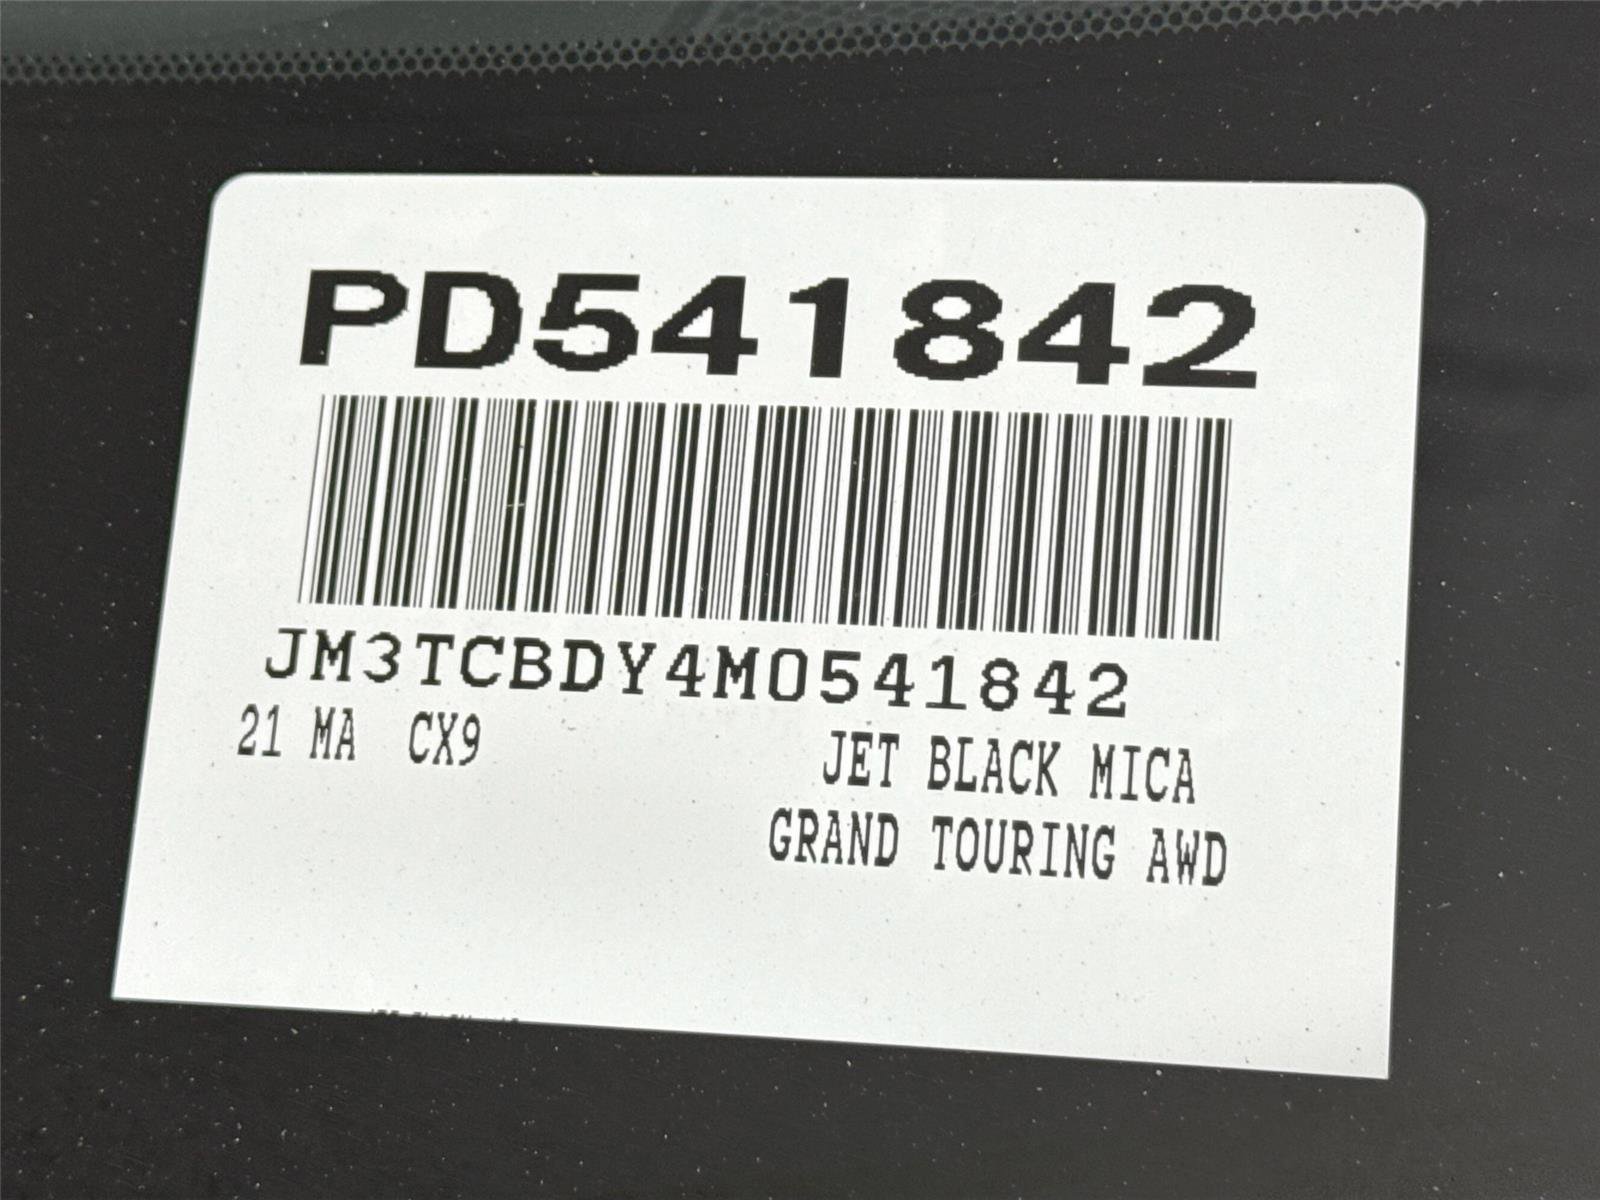 PD541842
JM3TCBDY4M0541842
21 MA CX9
JET BLACK MICA
GRAND TOURING AWD